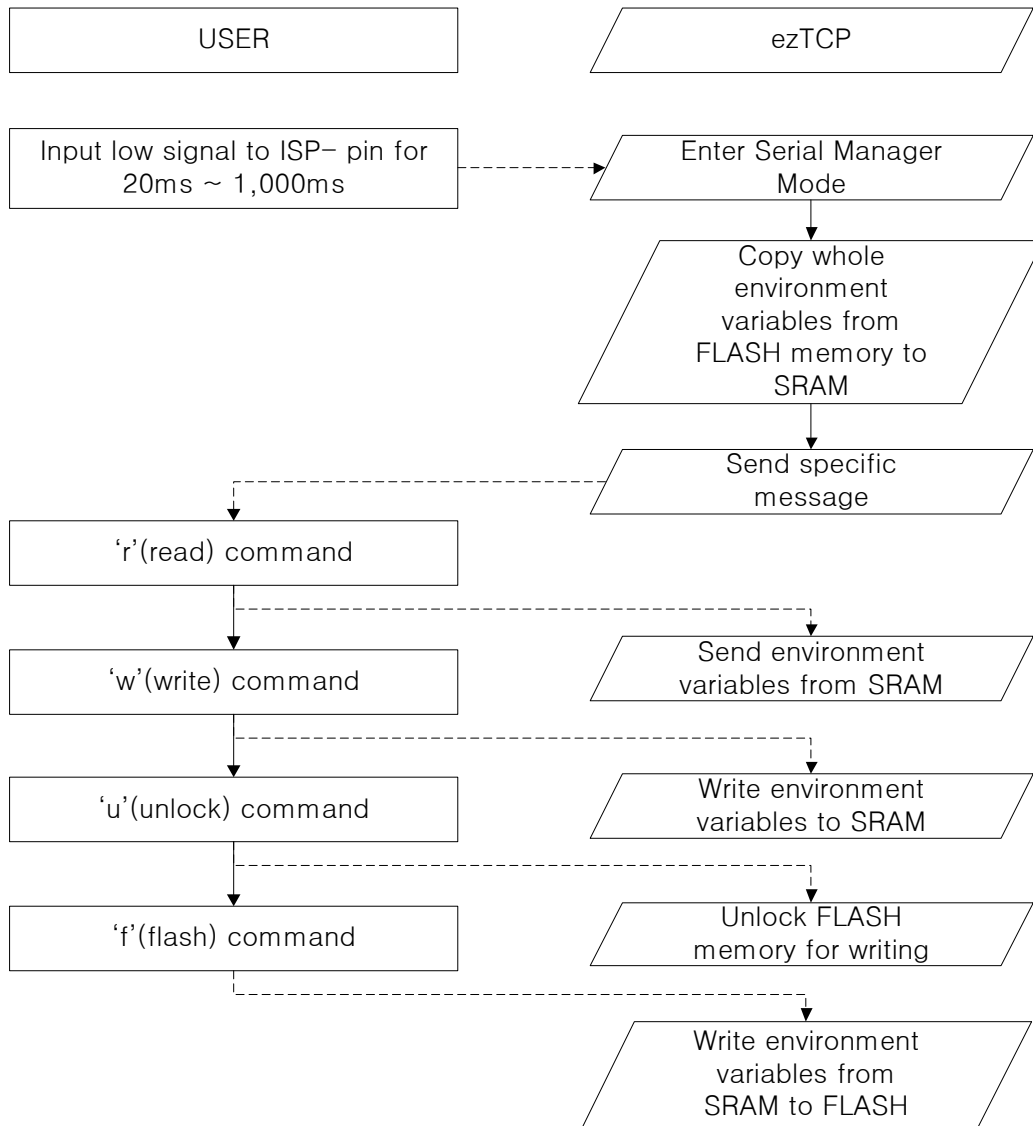 USER
ezTCP
Input low signal to ISP- pin for
20ms ~ 1,000ms
Enter Serial Manager
Mode
Copy whole
environment
variables from
FLASH memory to
SRAM
Send specific
message
‘r’(read) command
Send environment
variables from SRAM
‘w’(write) command
Write environment
variables to SRAM
‘u’(unlock) command
Unlock FLASH
memory for writing
‘f’(flash) command
Write environment
variables from
SRAM to FLASH